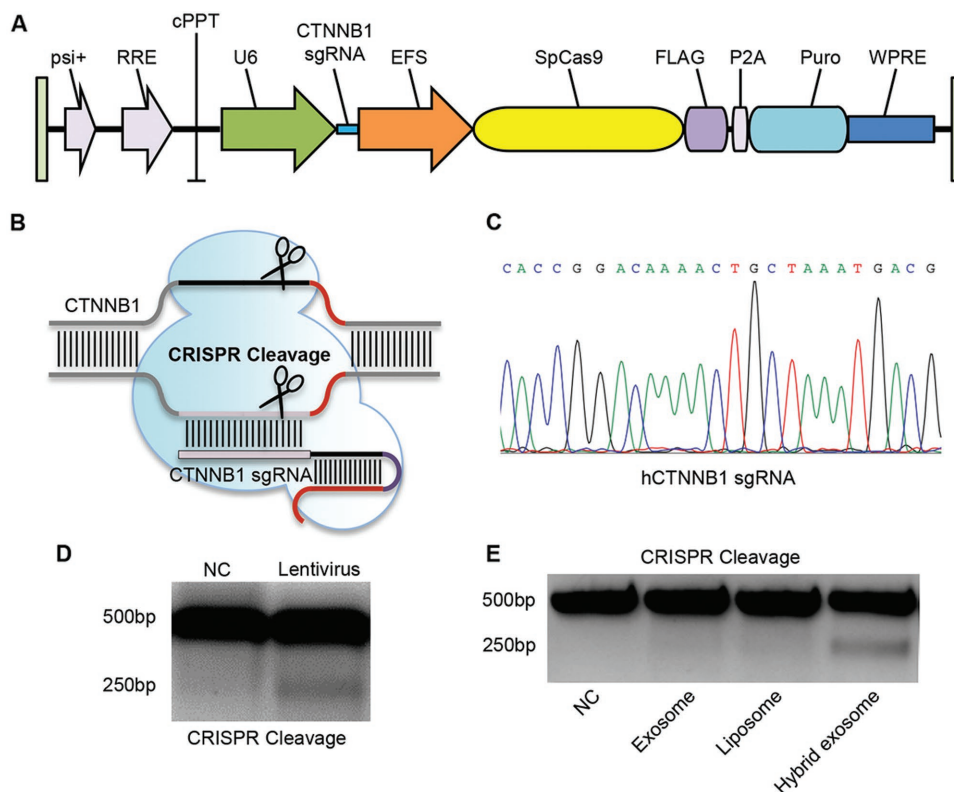 A
psi+
RRE
cPPT
U6
CTNNB1
sgRNA
EFS
SpCas9
FLAG
P2A
Puro
WPRE
B
CTNNB1
CRISPR Cleavage
CTNNB1 sgRNA
C
CACCGGACAAAACTGCTAAATGACG
hCTNNB1 sgRNA
D
NC
Lentivirus
500bp
250bp
CRISPR Cleavage
E
CRISPR Cleavage
500bp
250bp
NC
Exosome
Liposome
Hybrid exosome